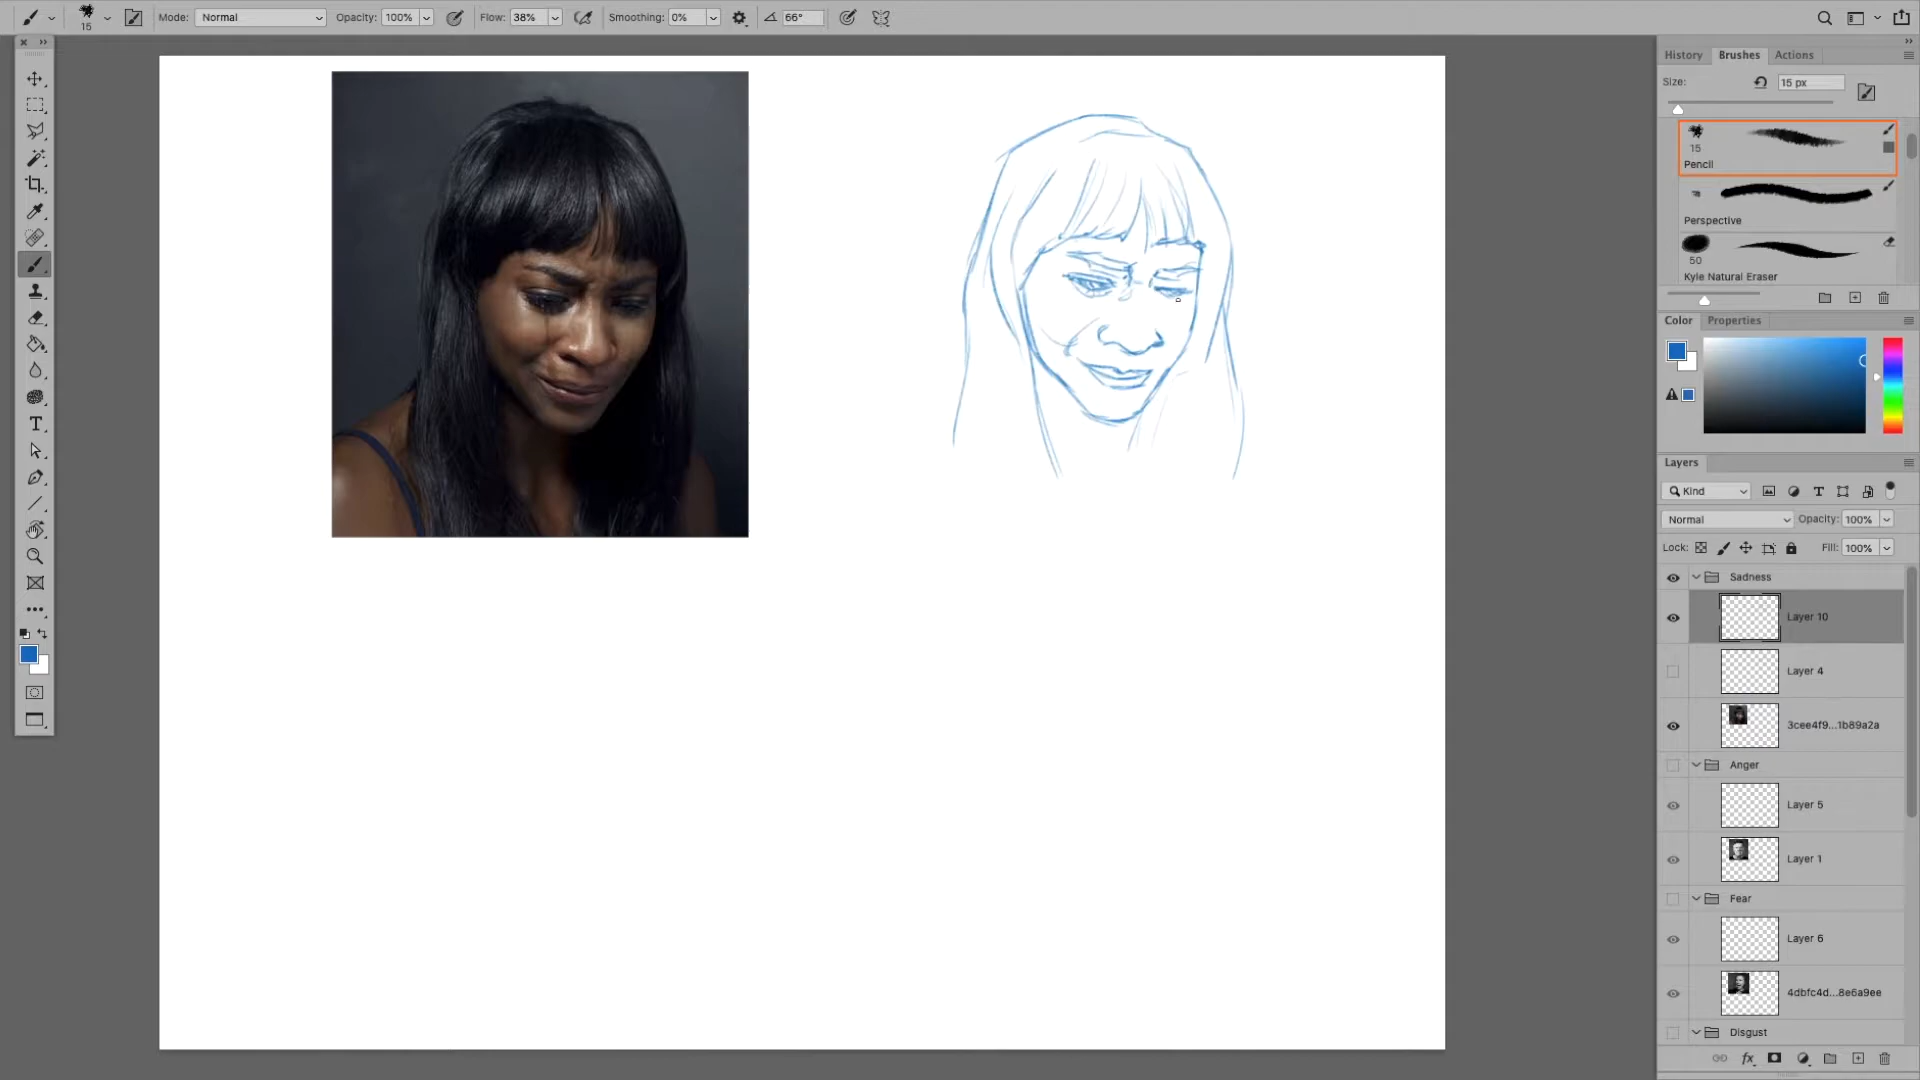 15
Mode: Normal
Opacity: 100%
Flow: 38%
Smoothing: 0%
66°
History Brushes Actions
Size: 15 px
15
Pencil
Perspective
50
Kyle Natural Eraser
Color Properties
Layers
Kind
Normal Opacity: 100%
Lock: Fill: 100%
Sadness
Layer 10
Layer 4
3cee4f9...1b89a2a
Anger
Layer 5
Layer 1
Fear
Layer 6
4dbfc4d...8e6a9ee
Disgust